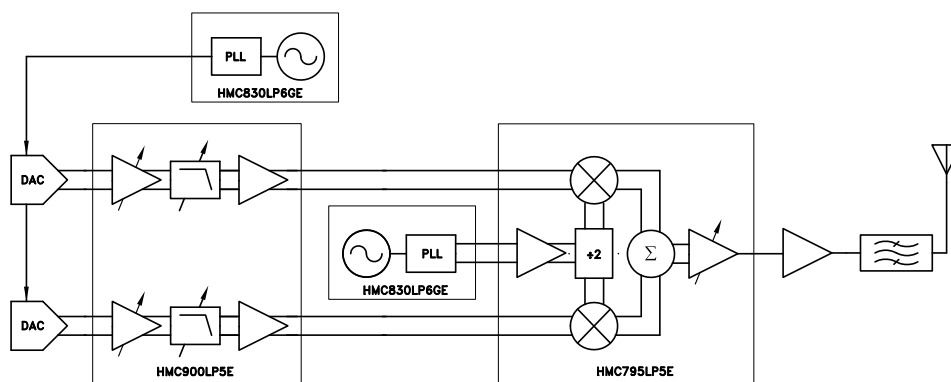 PLL
HMC830LP6GE
DAC
PLL
÷2
Σ
HMC830LP6GE
DAC
HMC900LP5E
HMC795LP5E